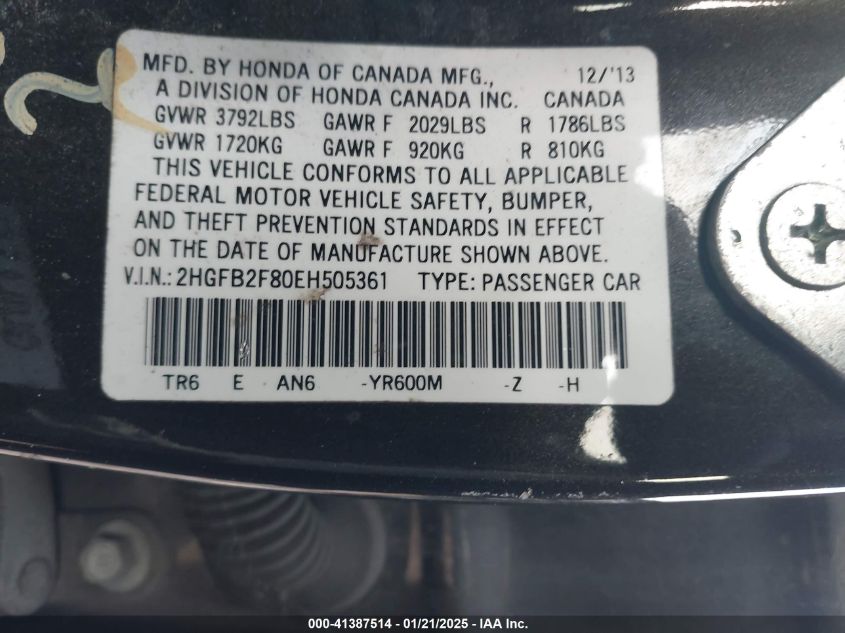 MFD. BY HONDA OF CANADA MFG., 12/'13
A DIVISION OF HONDA CANADA INC. CANADA
GVWR 3792LBS GAWR F 2029LBS R 1786LBS
GVWR 1720KG GAWR F 920KG R 810KG
THIS VEHICLE CONFORMS TO ALL APPLICABLE
FEDERAL MOTOR VEHICLE SAFETY, BUMPER,
AND THEFT PREVENTION STANDARDS IN EFFECT
ON THE DATE OF MANUFACTURE SHOWN ABOVE.
V.I.N.: 2HGFB2F80EH505361 TYPE: PASSENGER CAR
TR6 E AN6 -YR600M -Z -H
000-41387514 - 01/21/2025 - IAA Inc.